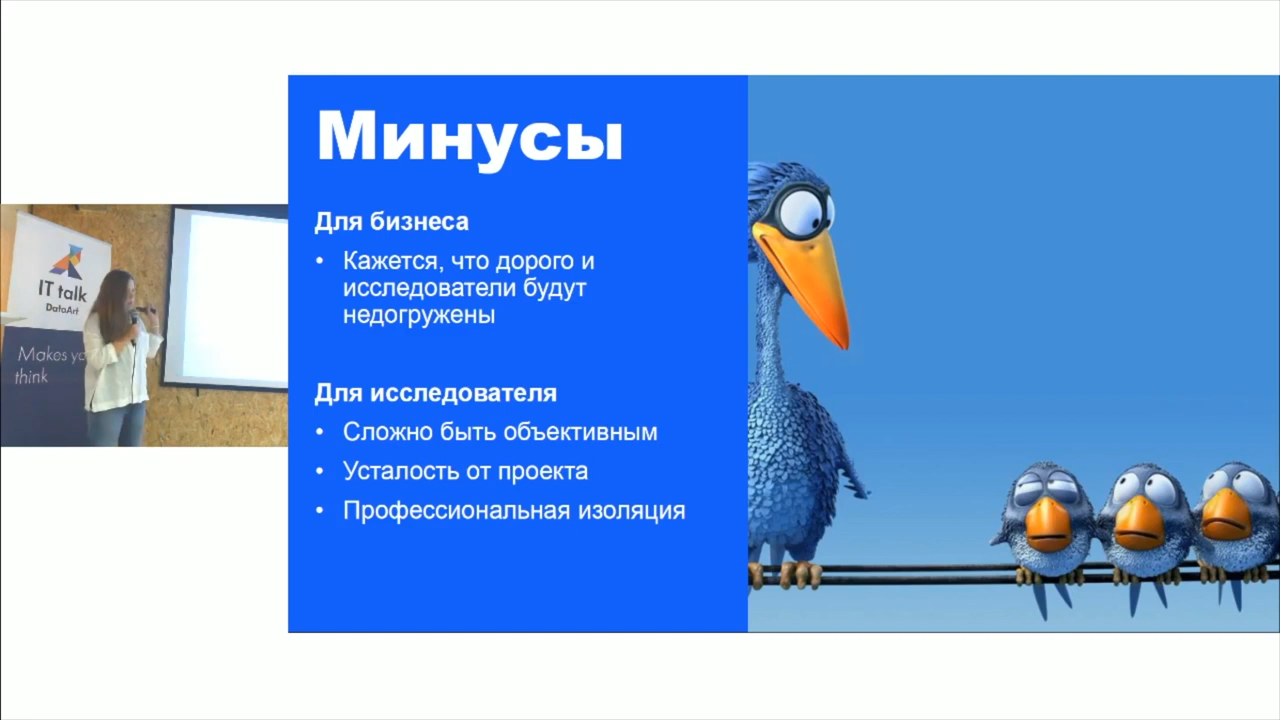 Минусы
Для бизнеса
• Кажется, что дорого и
исследователи будут
недогружены
Для исследователя
• Сложно быть объективным
• Усталость от проекта
• Профессиональная изоляция
IT talk
DataArt
Makes yo
think